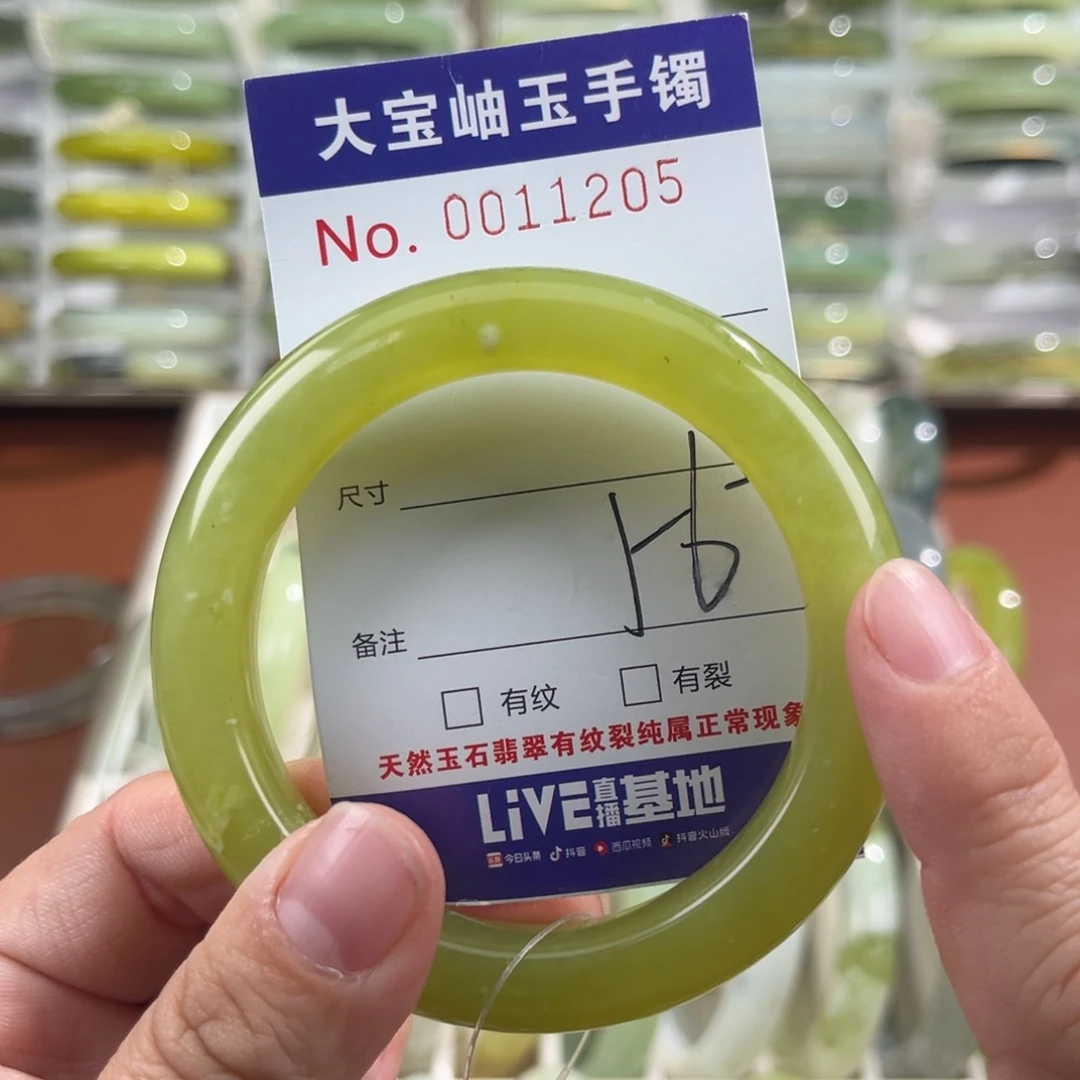 大宝岫玉手镯
No. 0011205
尺寸
备注
有纹 有裂
天然玉石翡翠有纹裂纯属正常现象
LiVE直播基地
今日头条 抖音 西瓜视频 抖音火山版